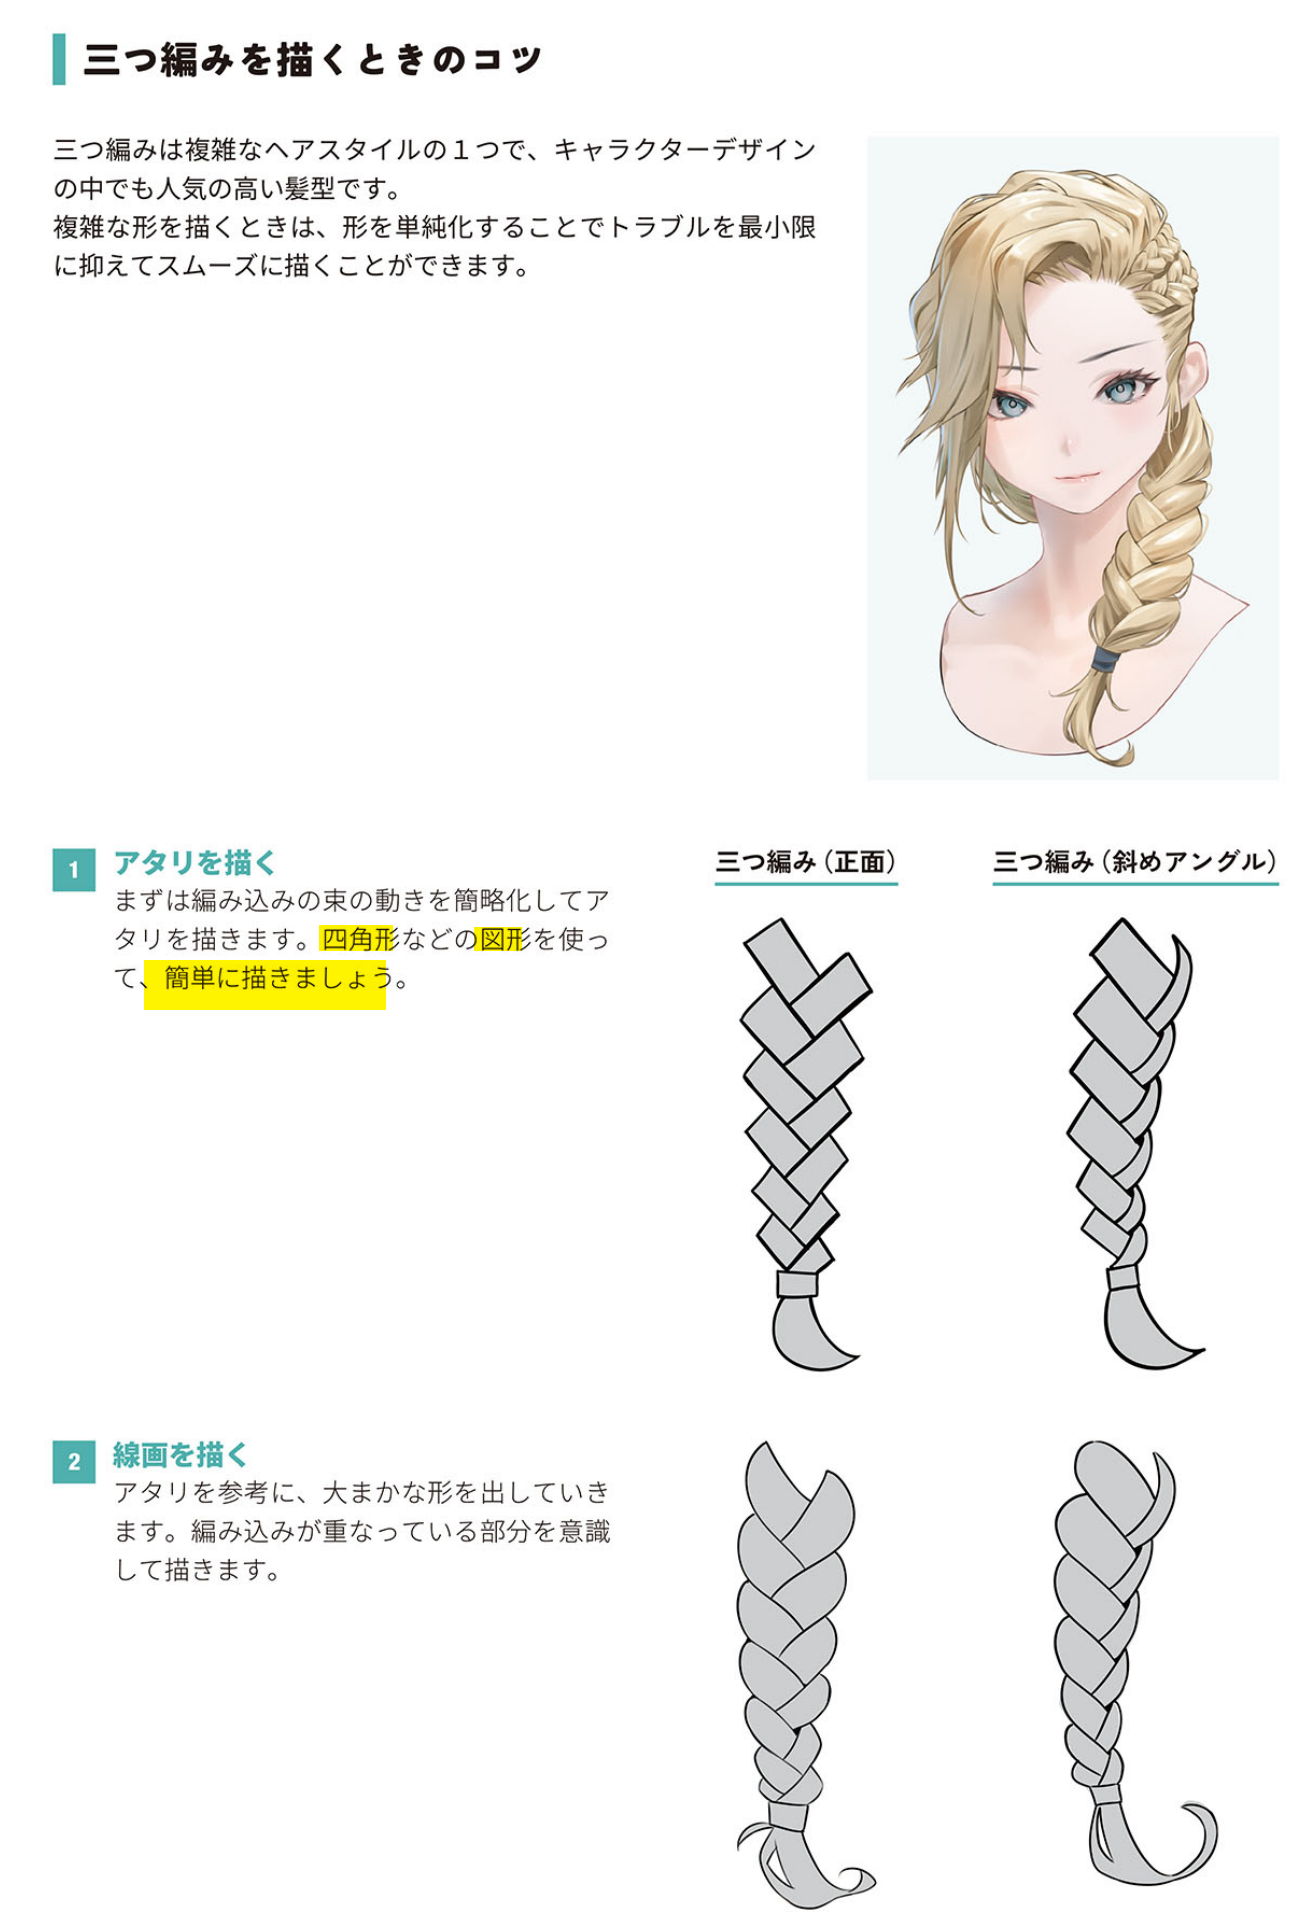 三つ編みを描くときのコツ
三つ編みは複雑なヘアスタイルの１つで、キャラクターデザイン
の中でも人気の高い髪型です。
複雑な形を描くときは、形を単純化することでトラブルを最小限
に抑えてスムーズに描くことができます。
1 アタリを描く
まずは編み込みの束の動きを簡略化してア
タリを描きます。四角形などの図形を使っ
て、簡単に描きましょう。
三つ編み（正面）
三つ編み（斜めアングル）
2 線画を描く
アタリを参考に、大まかな形を出していき
ます。編み込みが重なっている部分を意識
して描きます。